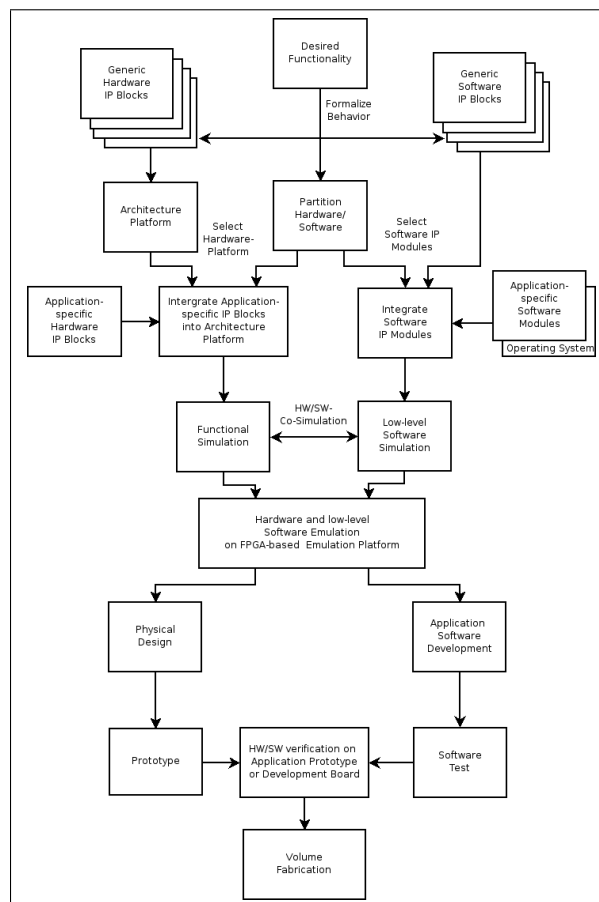 Generic
Hardware
IP Blocks
Desired
Functionality
Generic
Software
IP Blocks
Formalize
Behavior
Architecture
Platform
Select
Hardware-
Platform
Partition
Hardware/
Software
Select
Software IP
Modules
Application-
specific
Hardware
IP Blocks
Intergrate Application-
specific IP Blocks
into Architecture
Platform
Integrate
Software
IP Modules
Application-
specific
Software
Modules
Operating System
Functional
Simulation
HW/SW-
Co-Simulation
Low-level
Software
Simulation
Hardware and low-level
Software Emulation
on FPGA-based Emulation Platform
Physical
Design
Application
Software
Development
Prototype
HW/SW verification on
Application Prototype
or Development Board
Software
Test
Volume
Fabrication